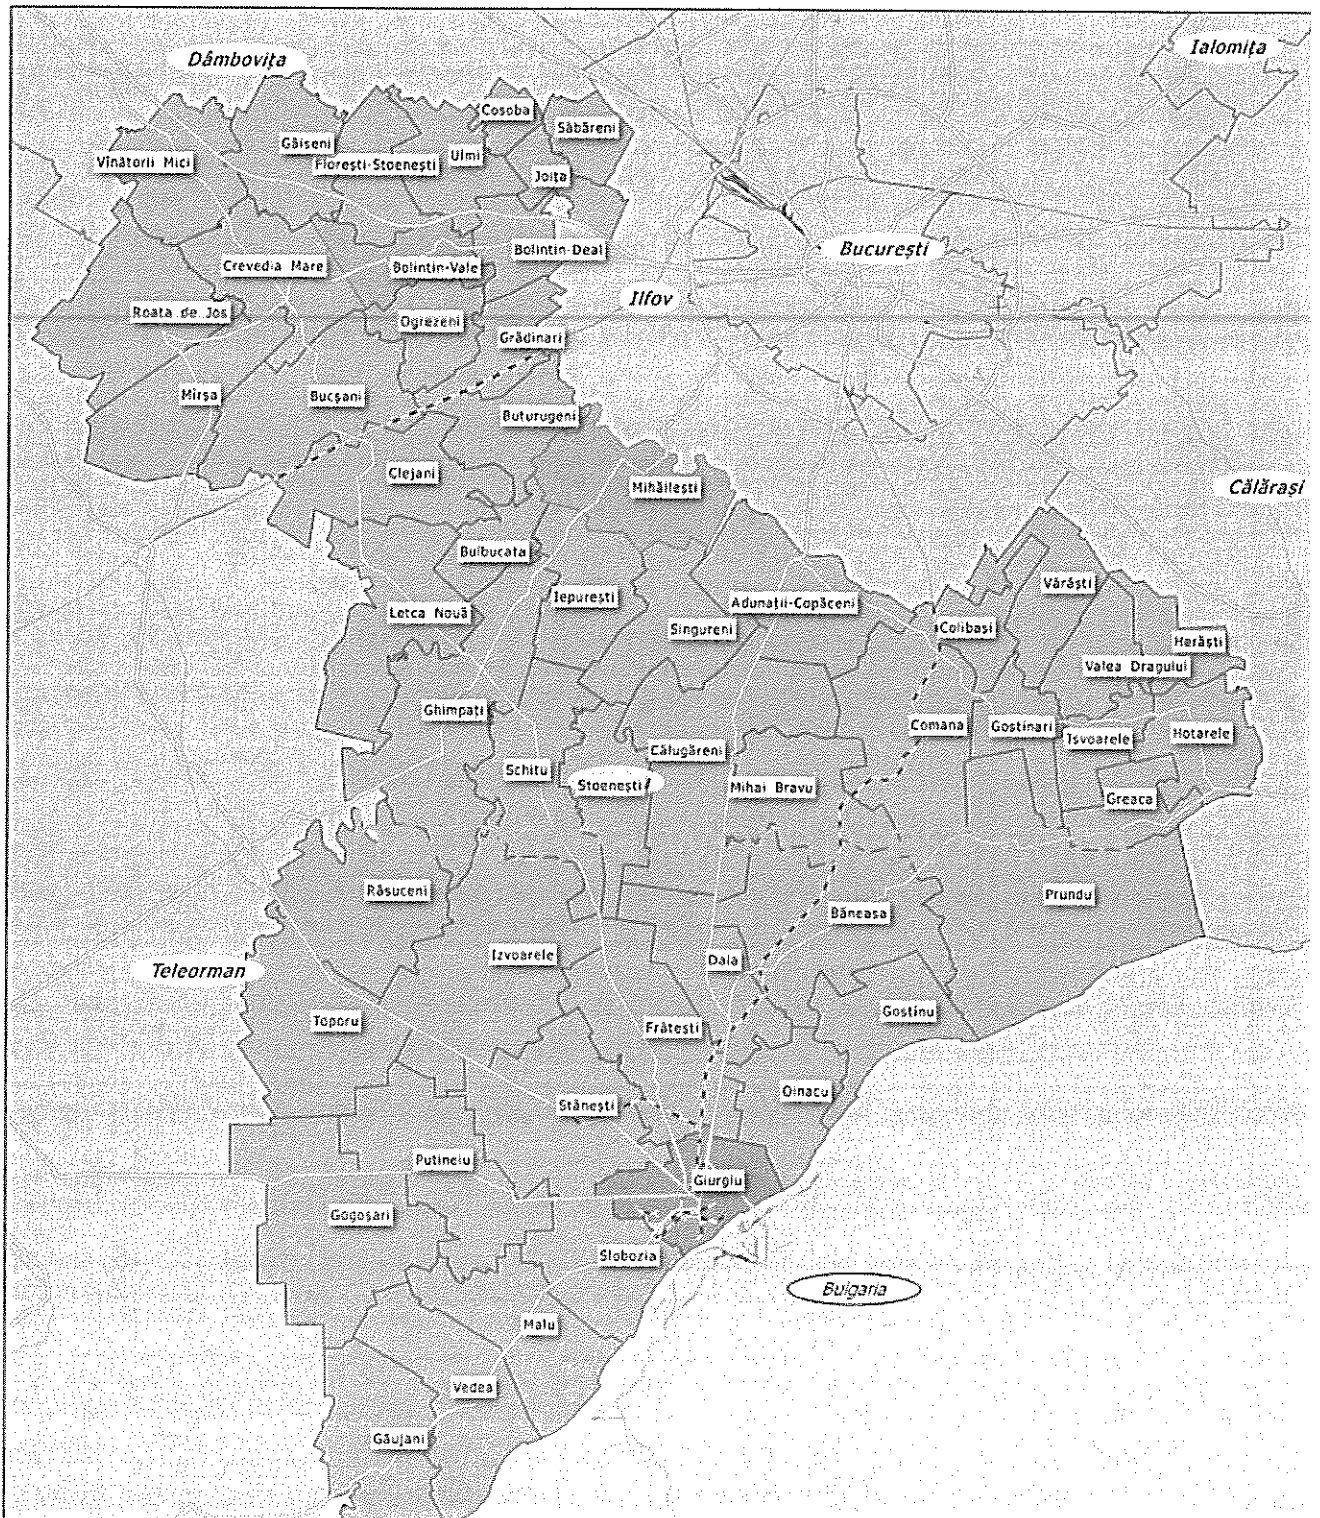 Dâmbovița
Ialomița
Cosoba
Săbăreni
Găiseni
Vînătorii Mici
Florești-Stoenești
Ulmi
Joița
București
Bolintin-Deal
Crevedia Mare
Bolintin-Vale
Ilfov
Roata de Jos
Ogrezeni
Grădinari
Mîrșa
Bucșani
Buturugeni
Clejani
Mihăilești
Călărași
Bulbucata
Vărăști
Iepurești
Adunații-Copăceni
Letca Nouă
Singureni
Colibași
Herăști
Valea Dragului
Ghimpați
Comana
Gostinari
Isvoarele
Hotarele
Călugăreni
Schitu
Stoenești
Mihai Bravu
Greaca
Răsuceni
Prundu
Băneasa
Izvoarele
Daia
Teleorman
Gostinu
Toporu
Frătești
Oinacu
Stănești
Putineiu
Giurgiu
Gogoșari
Slobozia
Bulgaria
Malu
Vedea
Găujani